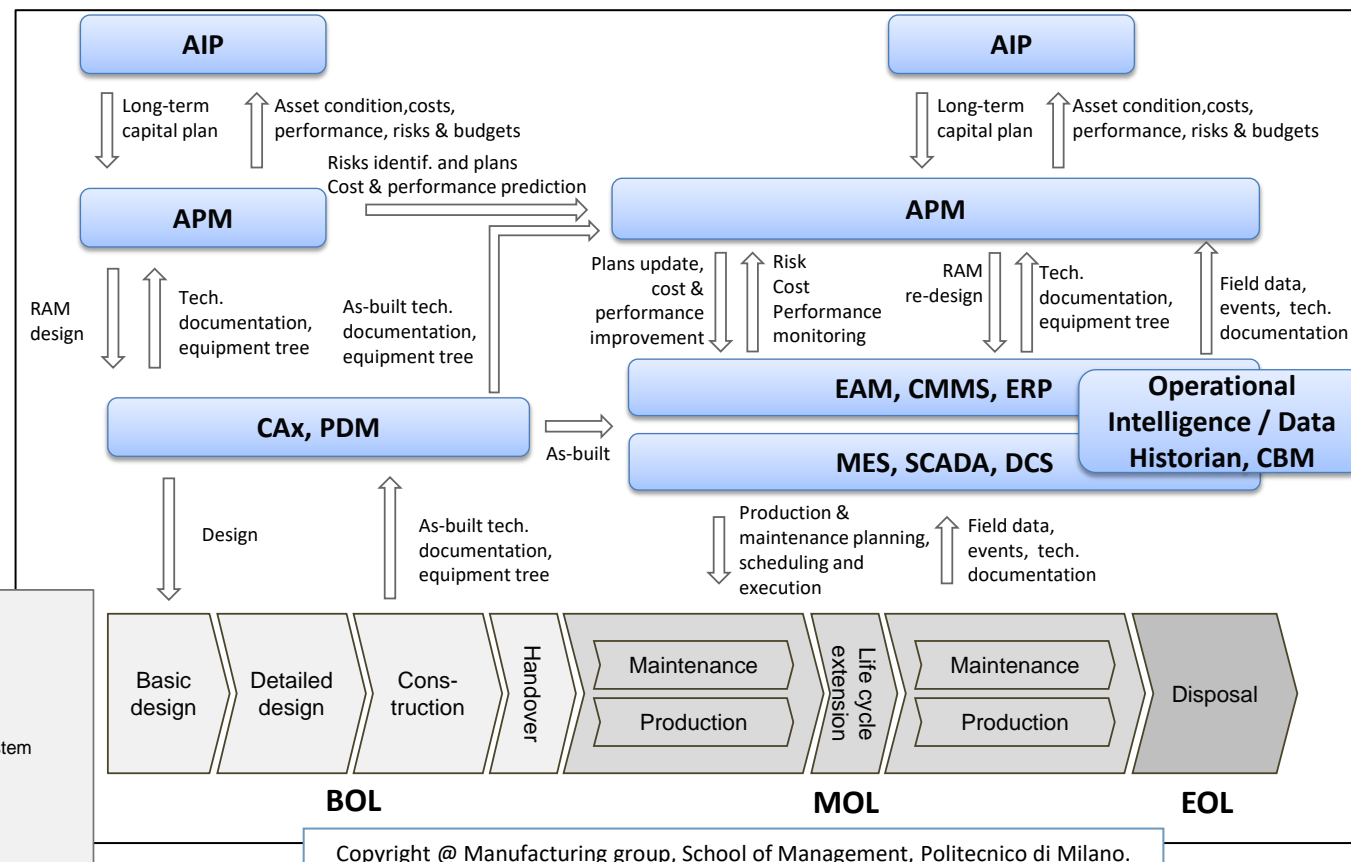 AIP
AIP
Long-term
capital plan
Asset condition,costs,
performance, risks & budgets
Long-term
capital plan
Asset condition,costs,
performance, risks & budgets
Risks identif. and plans
Cost & performance prediction
APM
APM
RAM
design
Tech.
documentation,
equipment tree
As-built tech.
documentation,
equipment tree
Plans update,
cost &
performance
improvement
Risk
Cost
Performance
monitoring
RAM
re-design
Tech.
documentation,
equipment tree
Field data,
events, tech.
documentation
CAx, PDM
As-built
EAM, CMMS, ERP
MES, SCADA, DCS
Operational
Intelligence / Data
Historian, CBM
Design
As-built tech.
documentation,
equipment tree
Production &
maintenance planning,
scheduling and
execution
Field data,
events, tech.
documentation
Basic
design
Detailed
design
Cons-
truction
Handover
Maintenance
Production
Life cycle
extension
Maintenance
Production
Disposal
stem
BOL
MOL
EOL
Copyright @ Manufacturing group, School of Management, Politecnico di Milano.